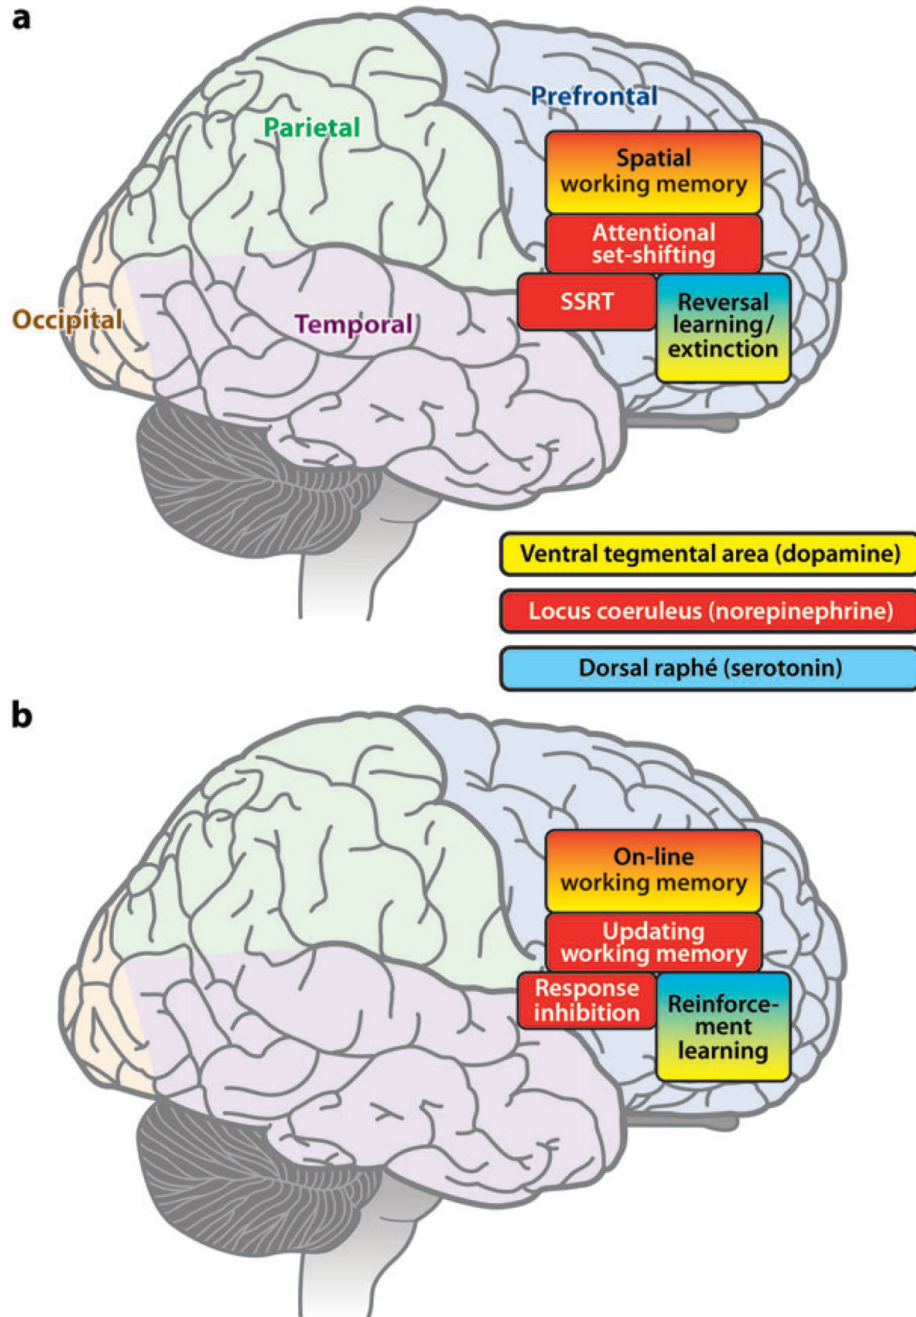 a
Prefrontal
Parietal
Spatial
working memory
Attentional
set-shifting
SSRT
Reversal
learning/
extinction
Occipital
Temporal
Ventral tegmental area (dopamine)
Locus coeruleus (norepinephrine)
Dorsal raphé (serotonin)
b
On-line
working memory
Updating
working memory
Response
inhibition
Reinforce-
ment
learning